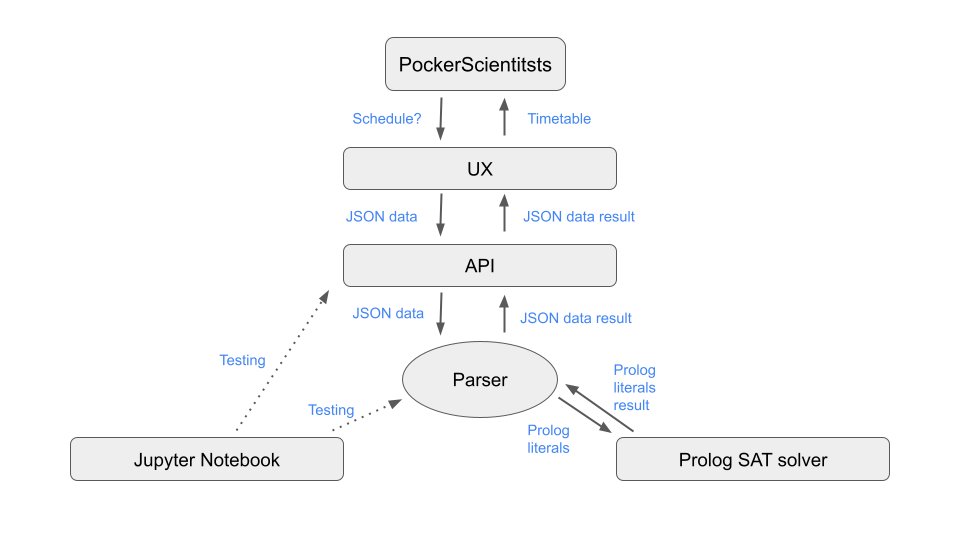 PockerScientitsts
Schedule?
Timetable
UX
JSON data
JSON data result
API
JSON data
JSON data result
Testing
Parser
Prolog
literals
result
Testing
Prolog
literals
Jupyter Notebook
Prolog SAT solver